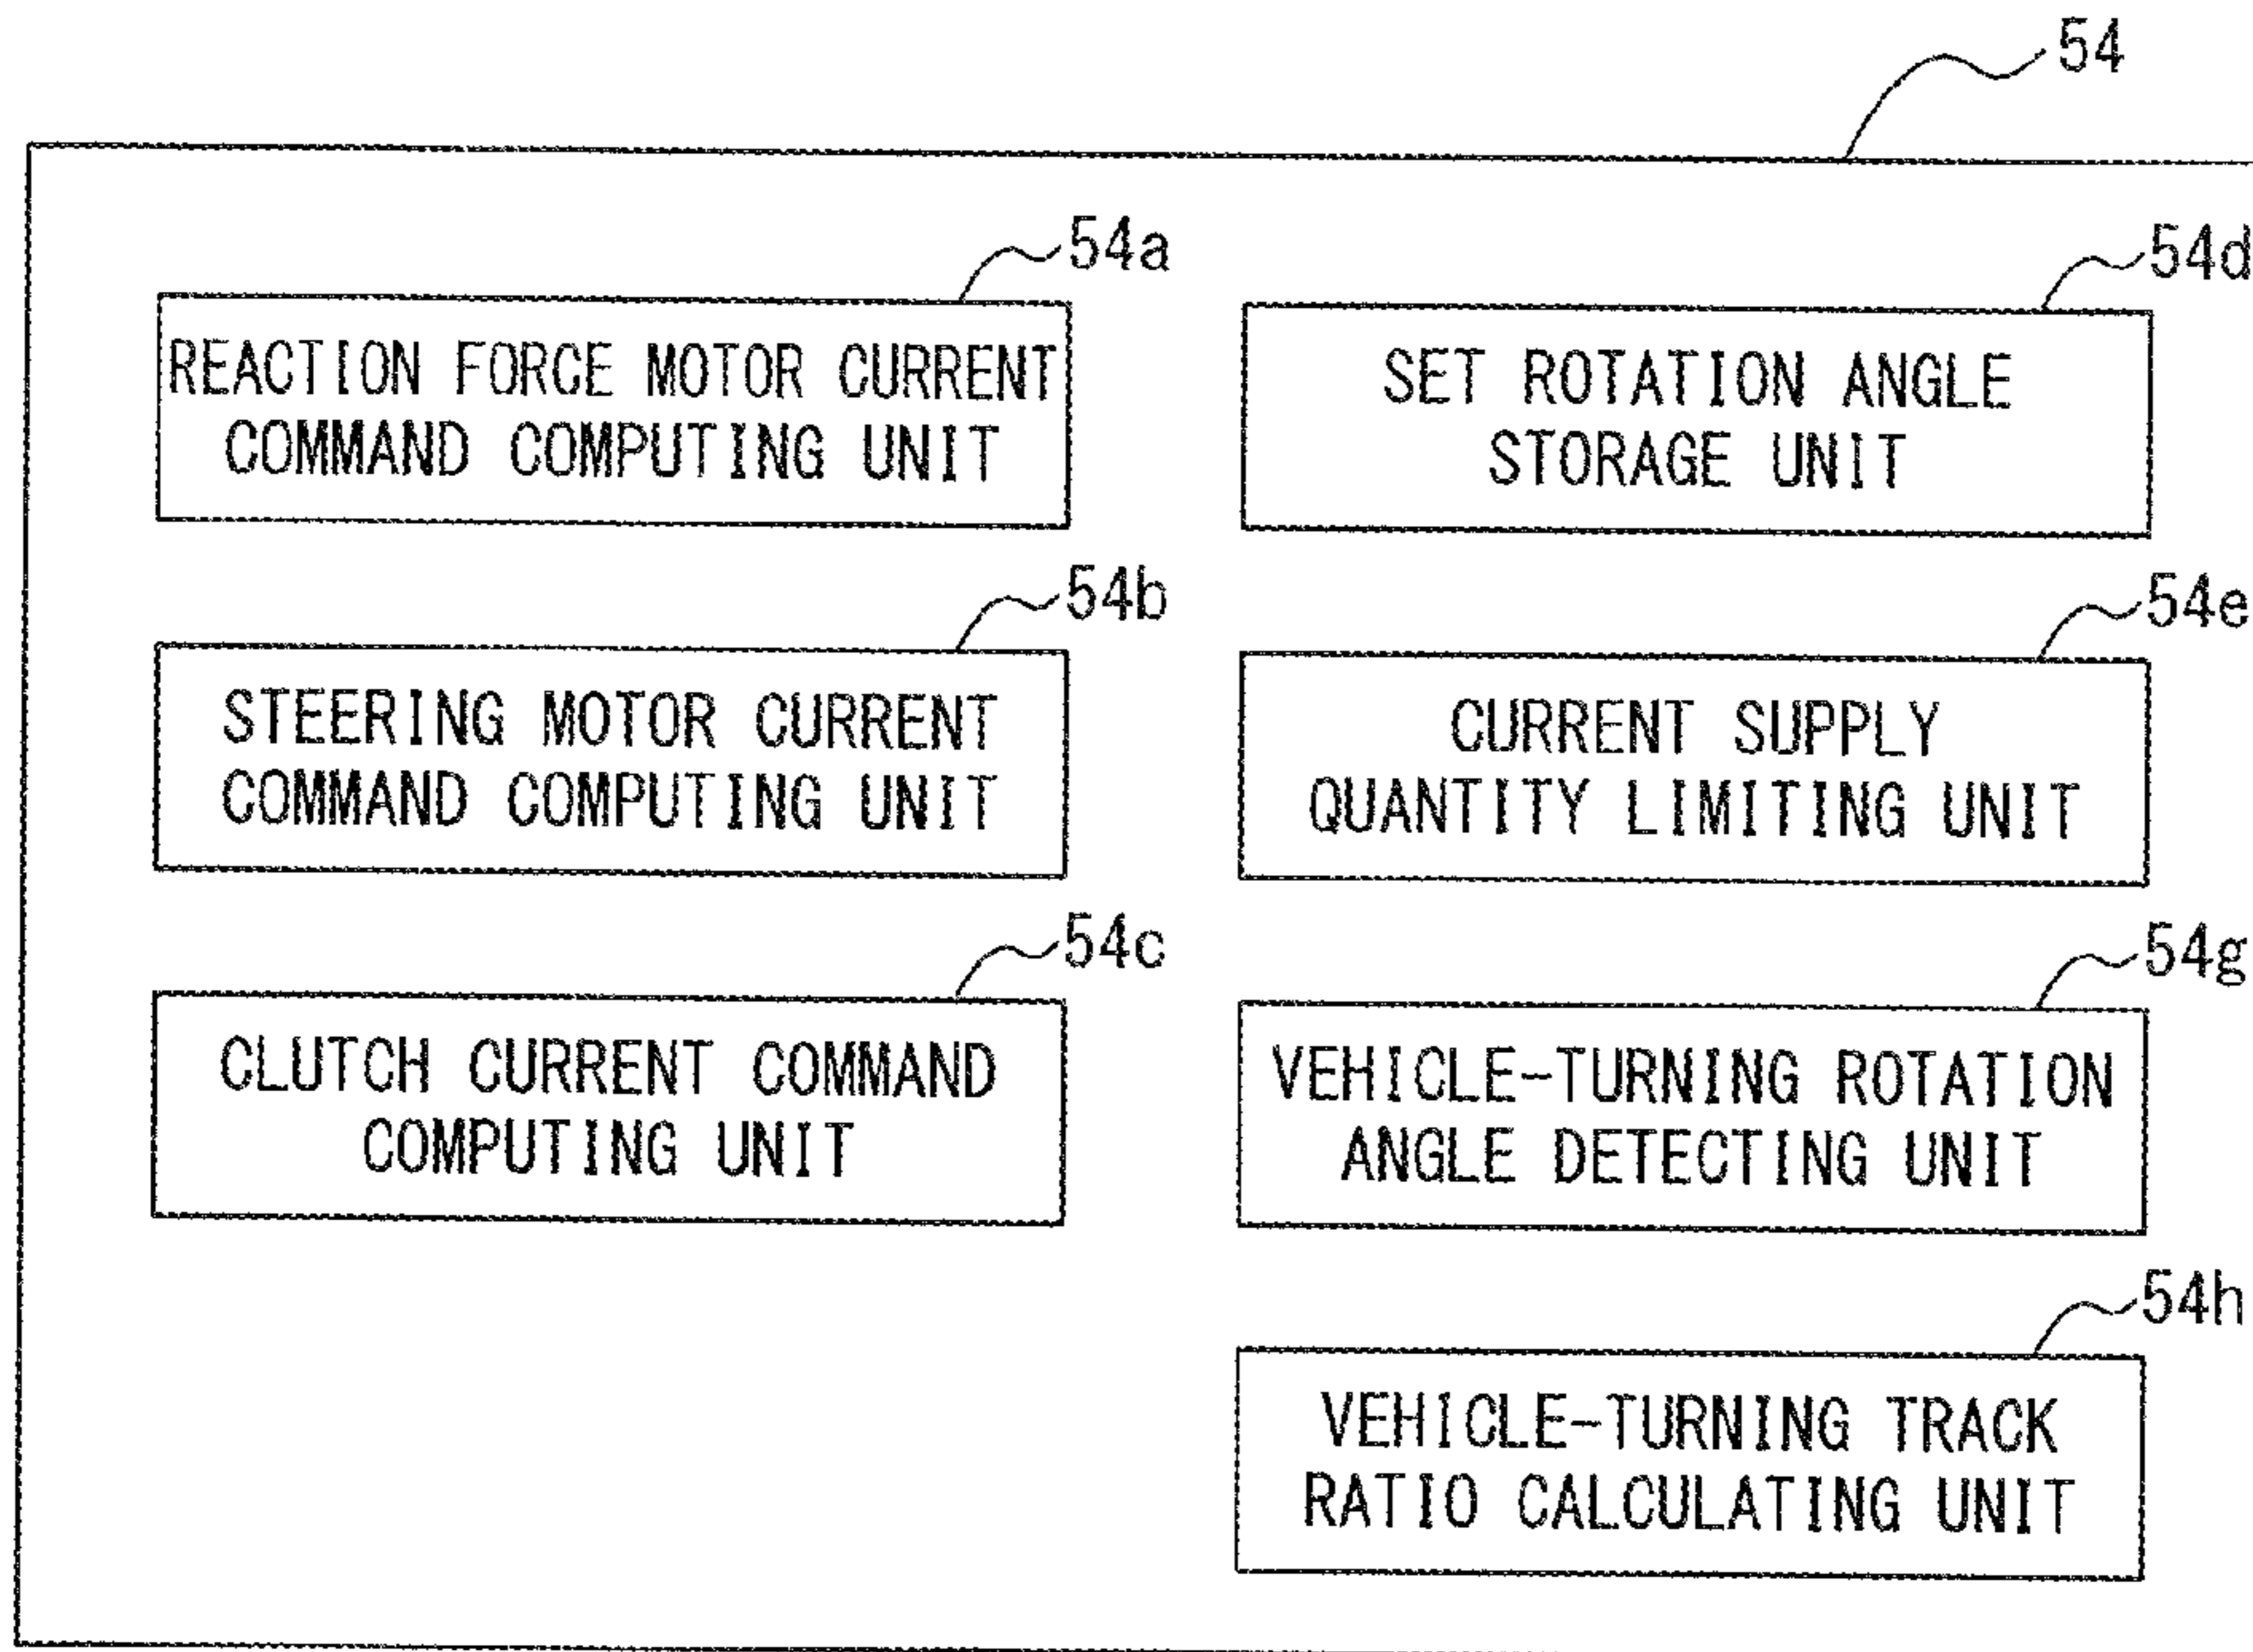 54
54a
REACTION FORCE MOTOR CURRENT
COMMAND COMPUTING UNIT
54d
SET ROTATION ANGLE
STORAGE UNIT
54b
STEERING MOTOR CURRENT
COMMAND COMPUTING UNIT
54e
CURRENT SUPPLY
QUANTITY LIMITING UNIT
54c
CLUTCH CURRENT COMMAND
COMPUTING UNIT
54g
VEHICLE-TURNING ROTATION
ANGLE DETECTING UNIT
54h
VEHICLE-TURNING TRACK
RATIO CALCULATING UNIT